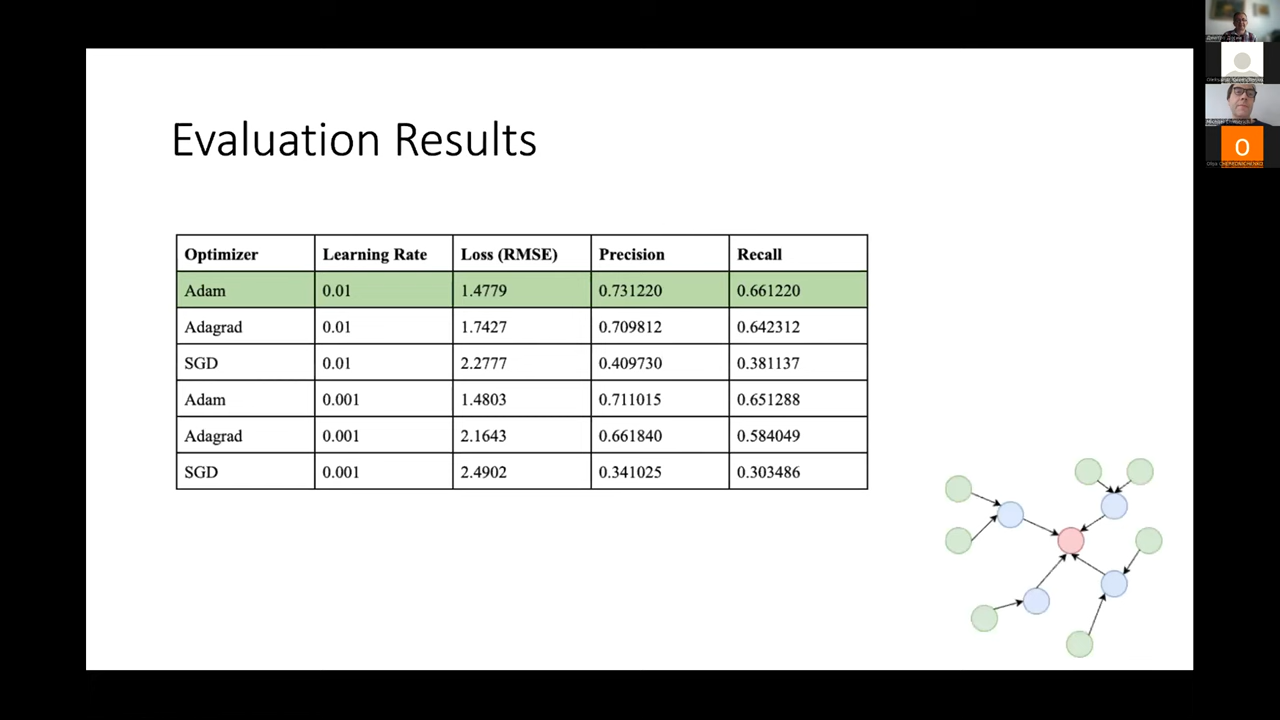 Evaluation Results
Optimizer Learning Rate Loss (RMSE) Precision Recall
Adam 0.01 1.4779 0.731220 0.661220
Adagrad 0.01 1.7427 0.709812 0.642312
SGD 0.01 2.2777 0.409730 0.381137
Adam 0.001 1.4803 0.711015 0.651288
Adagrad 0.001 2.1643 0.661840 0.584049
SGD 0.001 2.4902 0.341025 0.303486
O